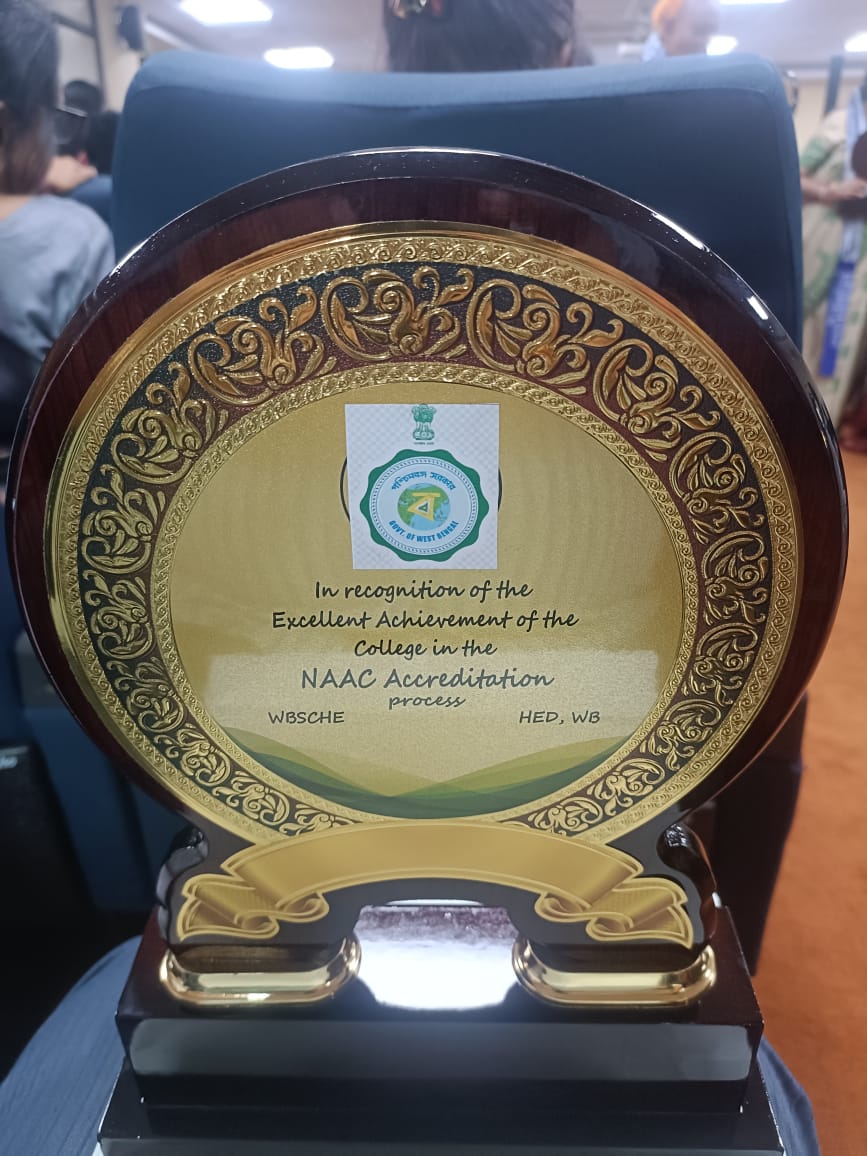 পশ্চিমবঙ্গ সরকার
ব
GOVT. OF WEST BENGAL
In recognition of the
Excellent Achievement of the
College in the
NAAC Accreditation
process
WBSCHE HED, WB